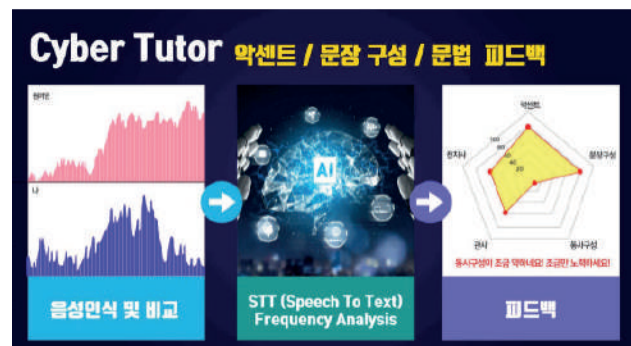 Cyber Tutor 악센트 / 문장 구성 / 문법 피드백
원어민
나
음성인식 및 비교
AI
STT (Speech To Text)
Frequency Analysis
악센트
전치사
문장구성
100
80
60
40
20
관사
동사구성
동사구성이 조금 약하네요! 조금만 노력하세요!
피드백